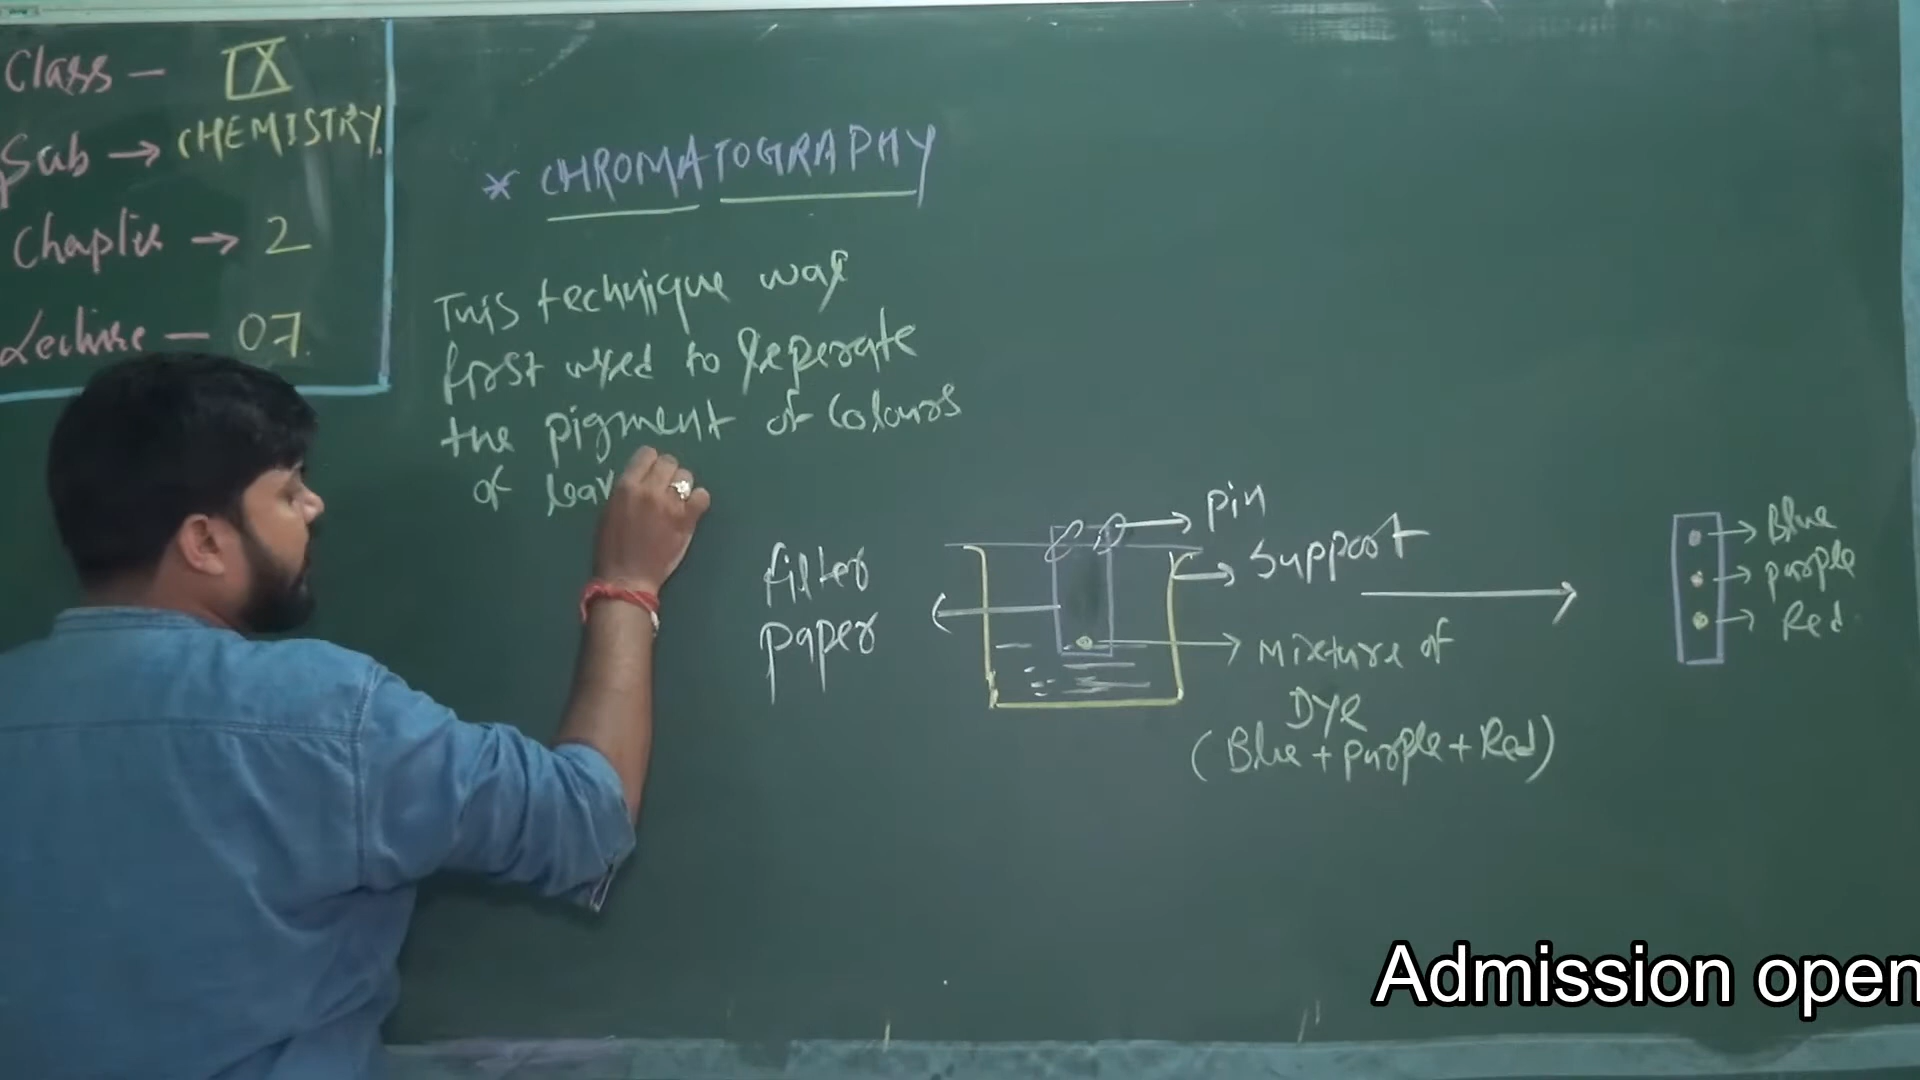 Class - IX
Sub → CHEMISTRY.
Chapter → 2
Lecture - 07.
* CHROMATOGRAPHY
This technique was
first used to seperate
the pigment of Colours
of leav
Pin
Support
filter
paper
Mixture of
DYE
(Blue + purple + Red)
Blue
purple
Red
Admission open